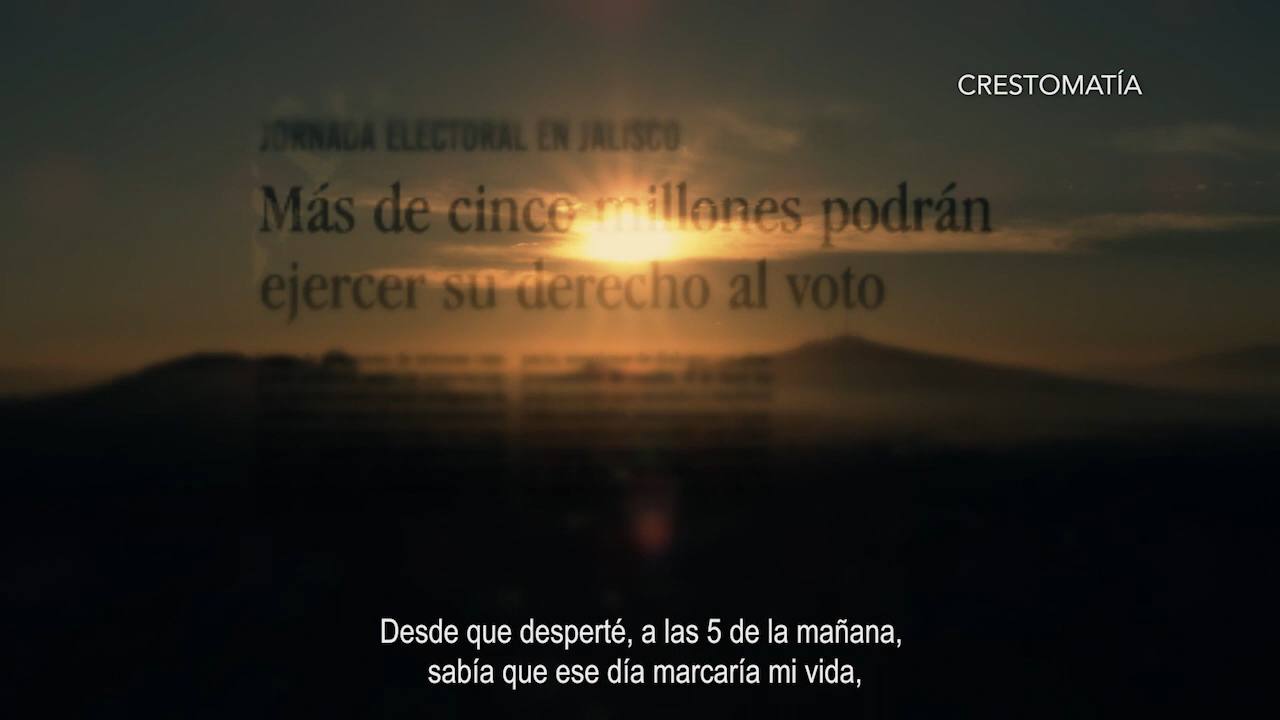 CRESTOMATÍA
JORNADA ELECTORAL EN JALISCO
Más de cinco millones podrán
ejercer su derecho al voto
Desde que desperté, a las 5 de la mañana,
sabía que ese día marcaría mi vida,